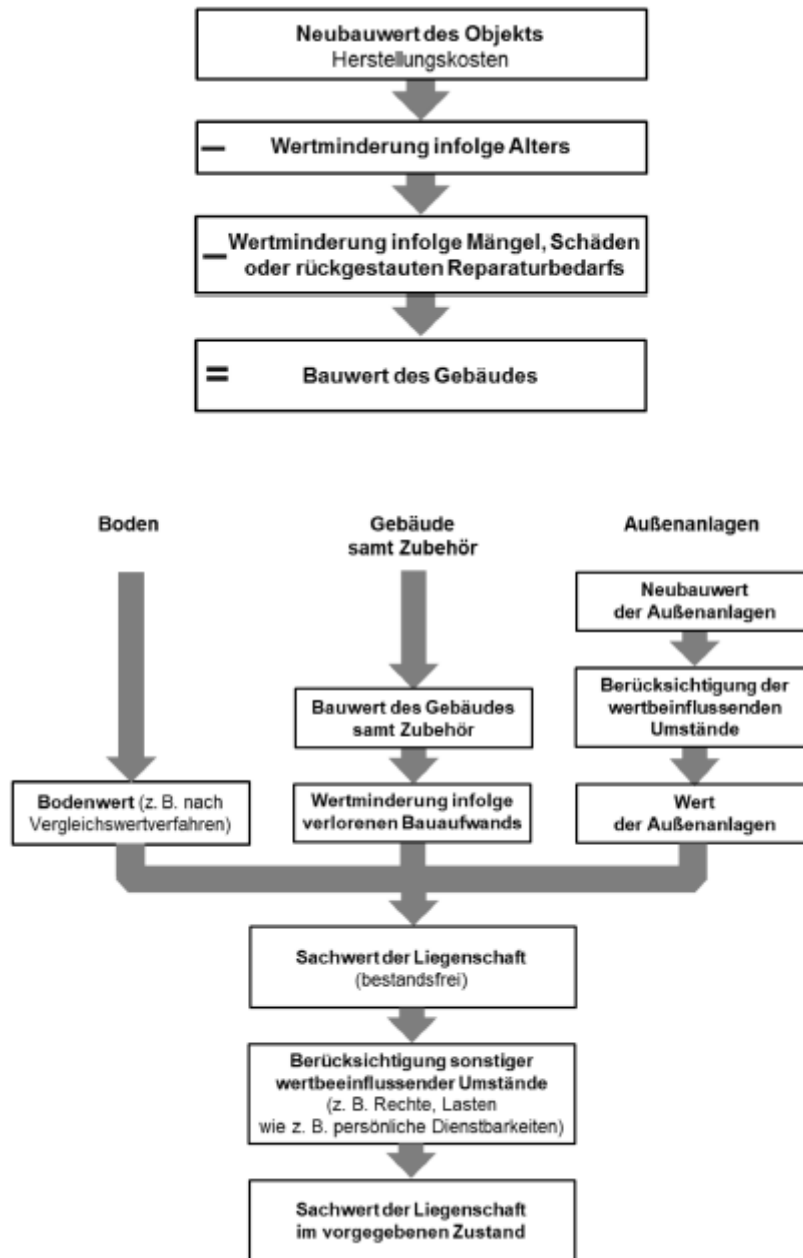 Neubauwert des Objekts
Herstellungskosten
– Wertminderung infolge Alters
– Wertminderung infolge Mängel, Schäden
oder rückgestauten Reparaturbedarfs
= Bauwert des Gebäudes
Boden
Gebäude
samt Zubehör
Außenanlagen
Neubauwert
der Außenanlagen
Bauwert des Gebäudes
samt Zubehör
Berücksichtigung der
wertbeinflussenden
Umstände
Bodenwert (z. B. nach
Vergleichswertverfahren)
Wertminderung infolge
verlorenen Bauaufwands
Wert
der Außenanlagen
Sachwert der Liegenschaft
(bestandsfrei)
Berücksichtigung sonstiger
wertbeeinflussender Umstände
(z. B. Rechte, Lasten
wie z. B. persönliche Dienstbarkeiten)
Sachwert der Liegenschaft
im vorgegebenen Zustand